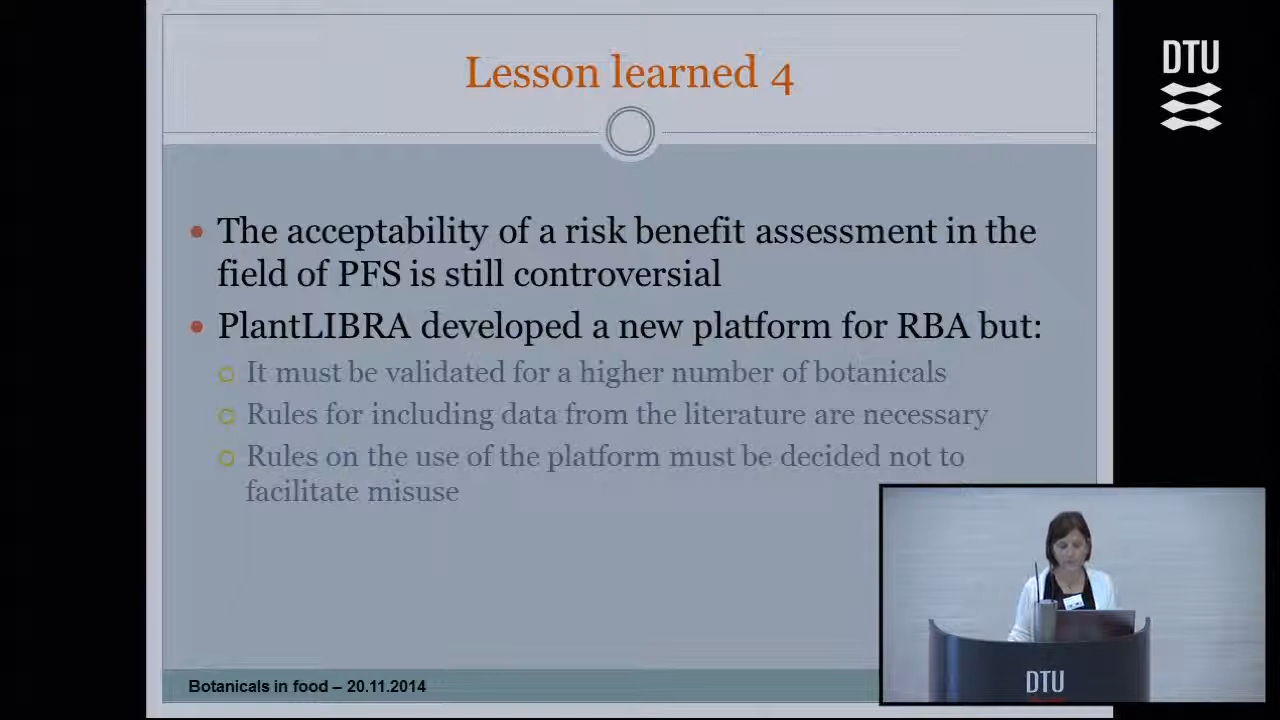 Lesson learned 4
DTU
The acceptability of a risk benefit assessment in the
field of PFS is still controversial
PlantLIBRA developed a new platform for RBA but:
It must be validated for a higher number of botanicals
Rules for including data from the literature are necessary
Rules on the use of the platform must be decided not to
facilitate misuse
Botanicals in food – 20.11.2014
DTU